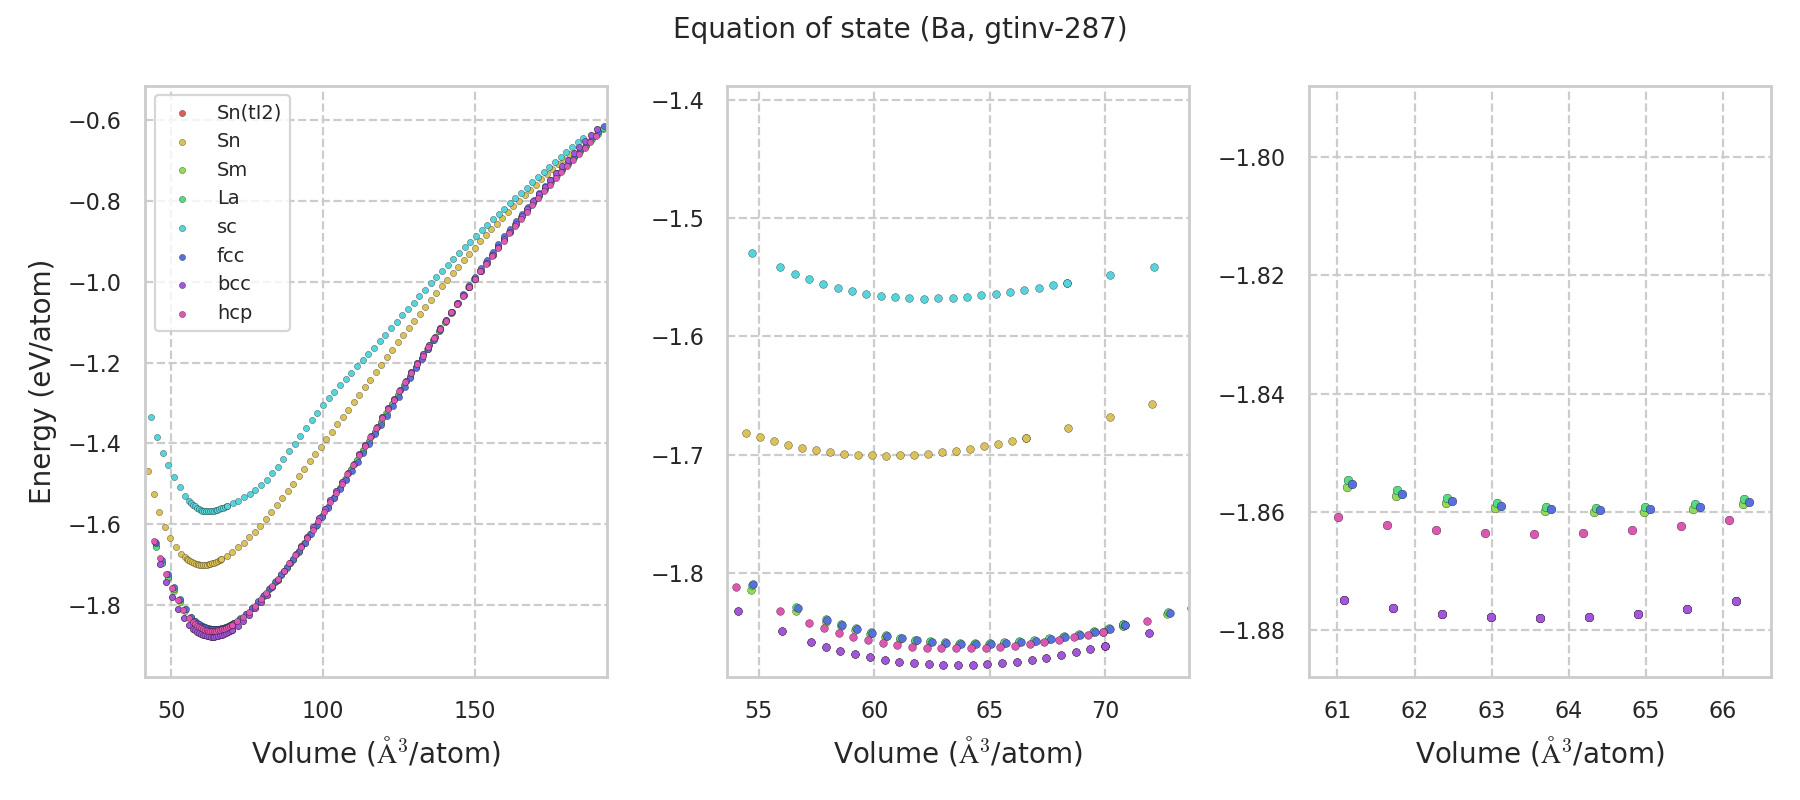 Equation of state (Ba, gtinv-287)
Energy (eV/atom)
−0.6
−0.8
−1.0
−1.2
−1.4
−1.6
−1.8
Sn(tI2)
Sn
Sm
La
sc
fcc
bcc
hcp
50 100 150
Volume (Å³/atom)
−1.4
−1.5
−1.6
−1.7
−1.8
55 60 65 70
Volume (Å³/atom)
−1.80
−1.82
−1.84
−1.86
−1.88
61 62 63 64 65 66
Volume (Å³/atom)